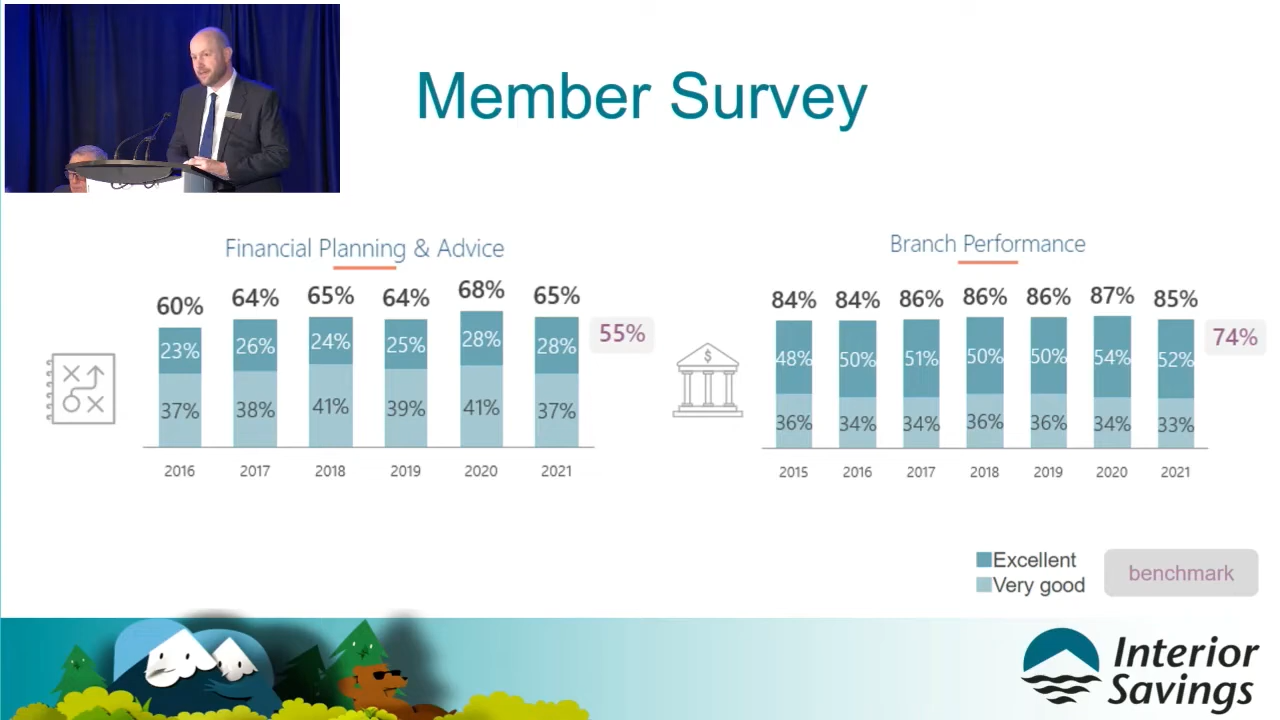 Member Survey
Financial Planning & Advice
60% 64% 65% 64% 68% 65%
55%
23% 26% 24% 25% 28% 28%
37% 38% 41% 39% 41% 37%
2016 2017 2018 2019 2020 2021
Branch Performance
84% 84% 86% 86% 86% 87% 85%
74%
48% 50% 51% 50% 50% 54% 52%
36% 34% 34% 36% 36% 34% 33%
2015 2016 2017 2018 2019 2020 2021
$
Excellent
Very good
benchmark
Interior
Savings